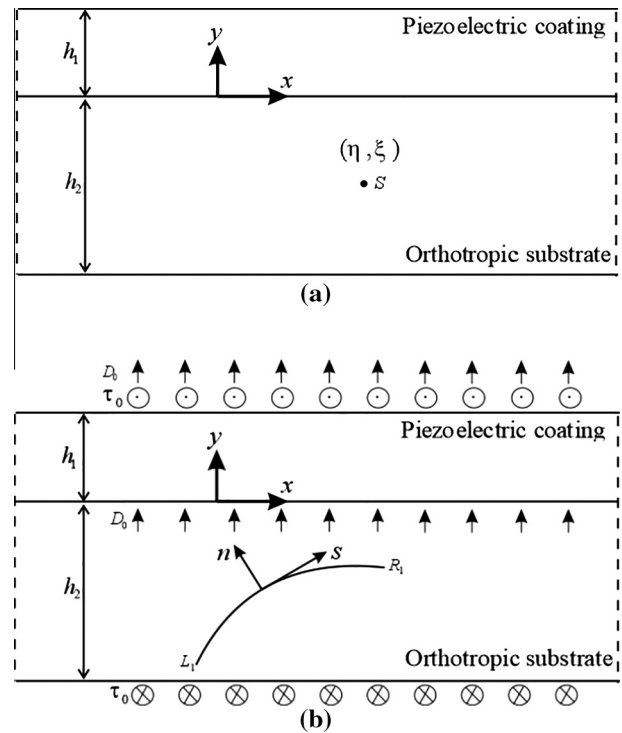 Piezoelectric coating
h₁
y
x
(η,ξ)
h₂
S
Orthotropic substrate
(a)
D₀
τ₀
Piezoelectric coating
h₁
y
x
D₀
n
s
R₁
h₂
L₁
Orthotropic substrate
τ₀
(b)